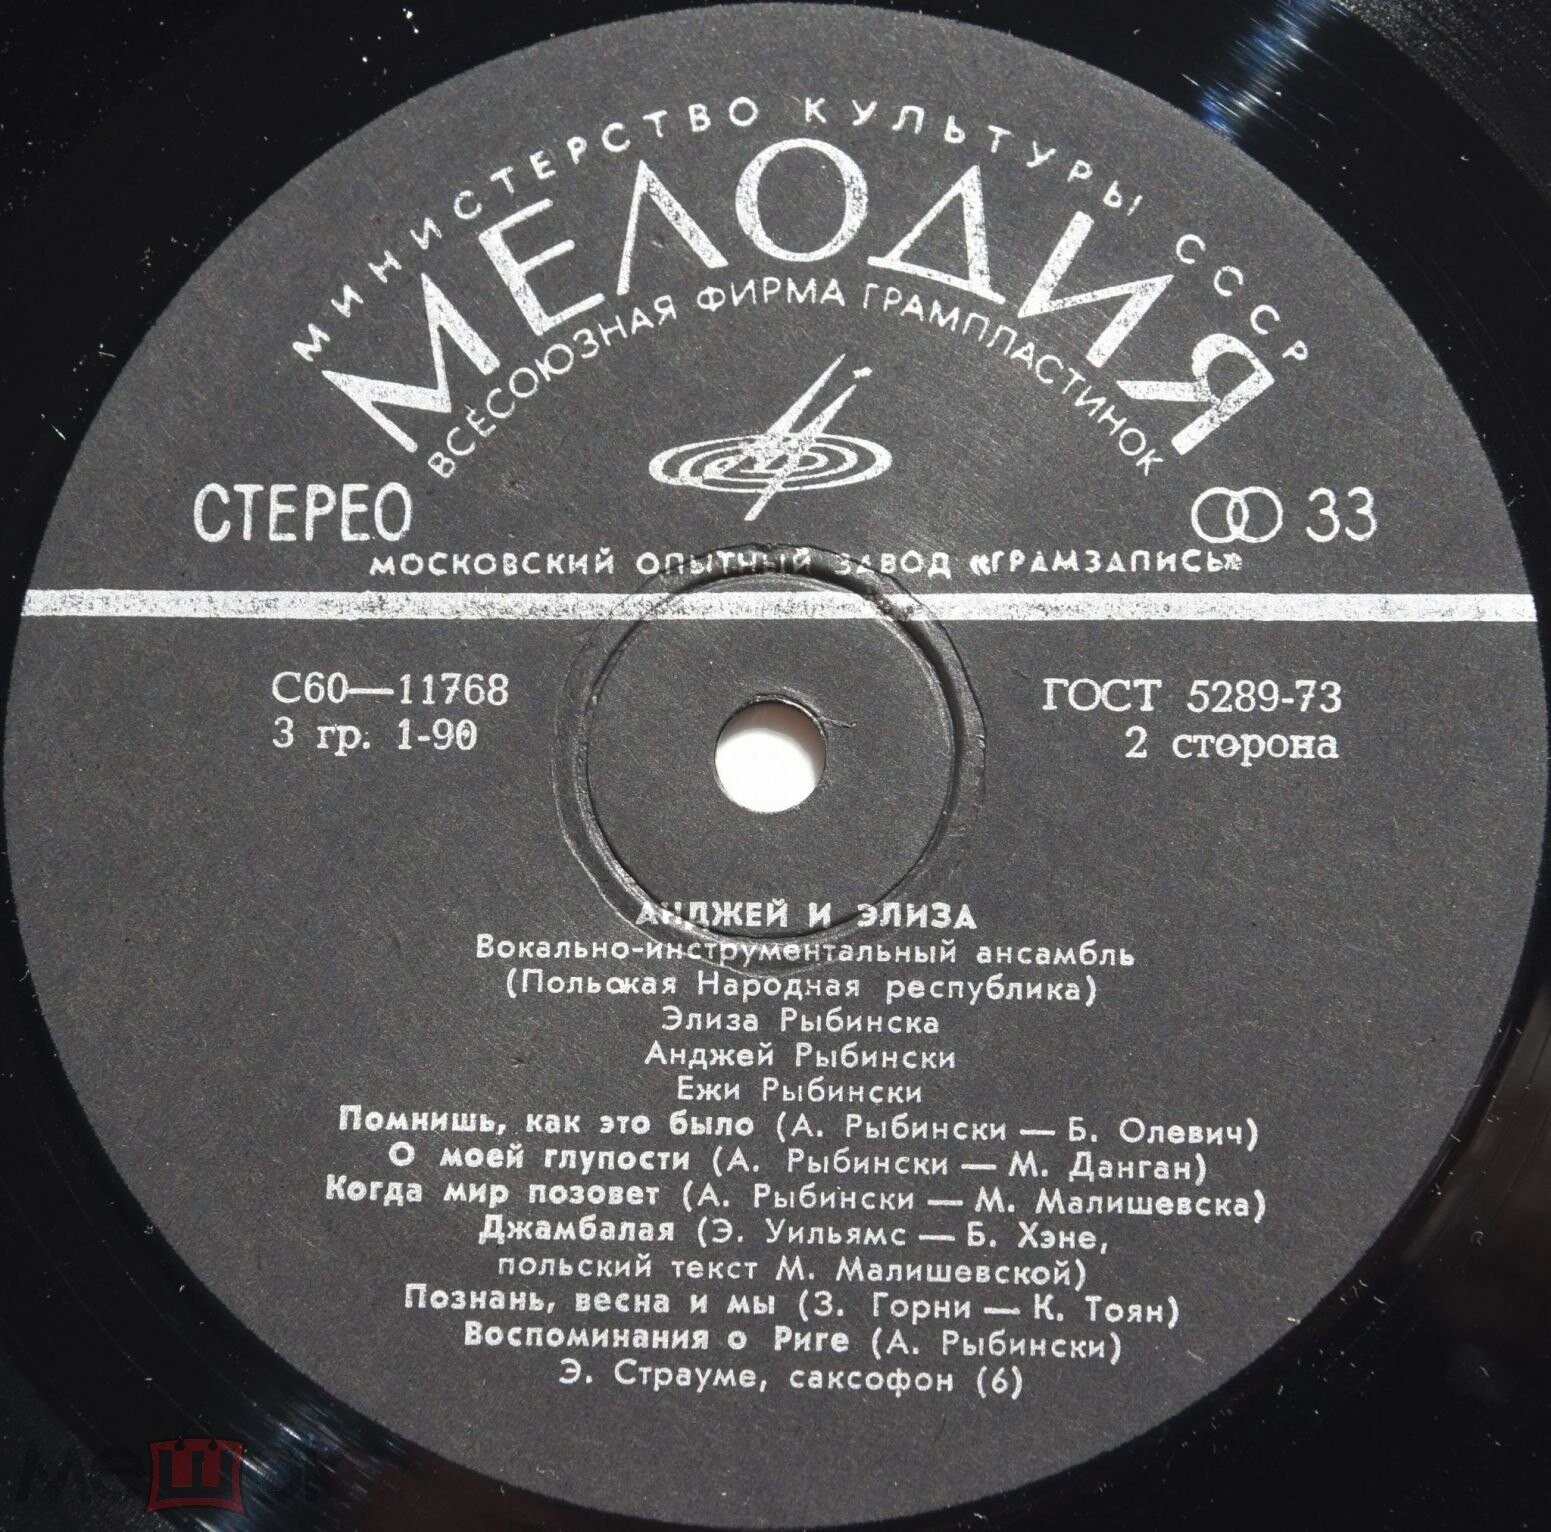 МИНИСТЕРСТВО КУЛЬТУРЫ СССР
МЕЛОДИЯ
ВСЕСОЮЗНАЯ ФИРМА ГРАМПЛАСТИНОК
СТЕРЕО
33
МОСКОВСКИЙ ОПЫТНЫЙ ЗАВОД «ГРАМЗАПИСЬ»
С60—11768
ГОСТ 5289-73
3 гр. 1-90
2 сторона
АНДЖЕЙ И ЭЛИЗА
Вокально-инструментальный ансамбль
(Польская Народная республика)
Элиза Рыбинска
Анджей Рыбински
Ежи Рыбински
Помнишь, как это было (А. Рыбински — Б. Олевич)
О моей глупости (А. Рыбински — М. Данган)
Когда мир позовет (А. Рыбински — М. Малишевска)
Джамбалая (Э. Уильямс — Б. Хэне,
польский текст М. Малишевской)
Познань, весна и мы (З. Горни — К. Тоян)
Воспоминания о Риге (А. Рыбински)
Э. Страуме, саксофон (6)
мешок